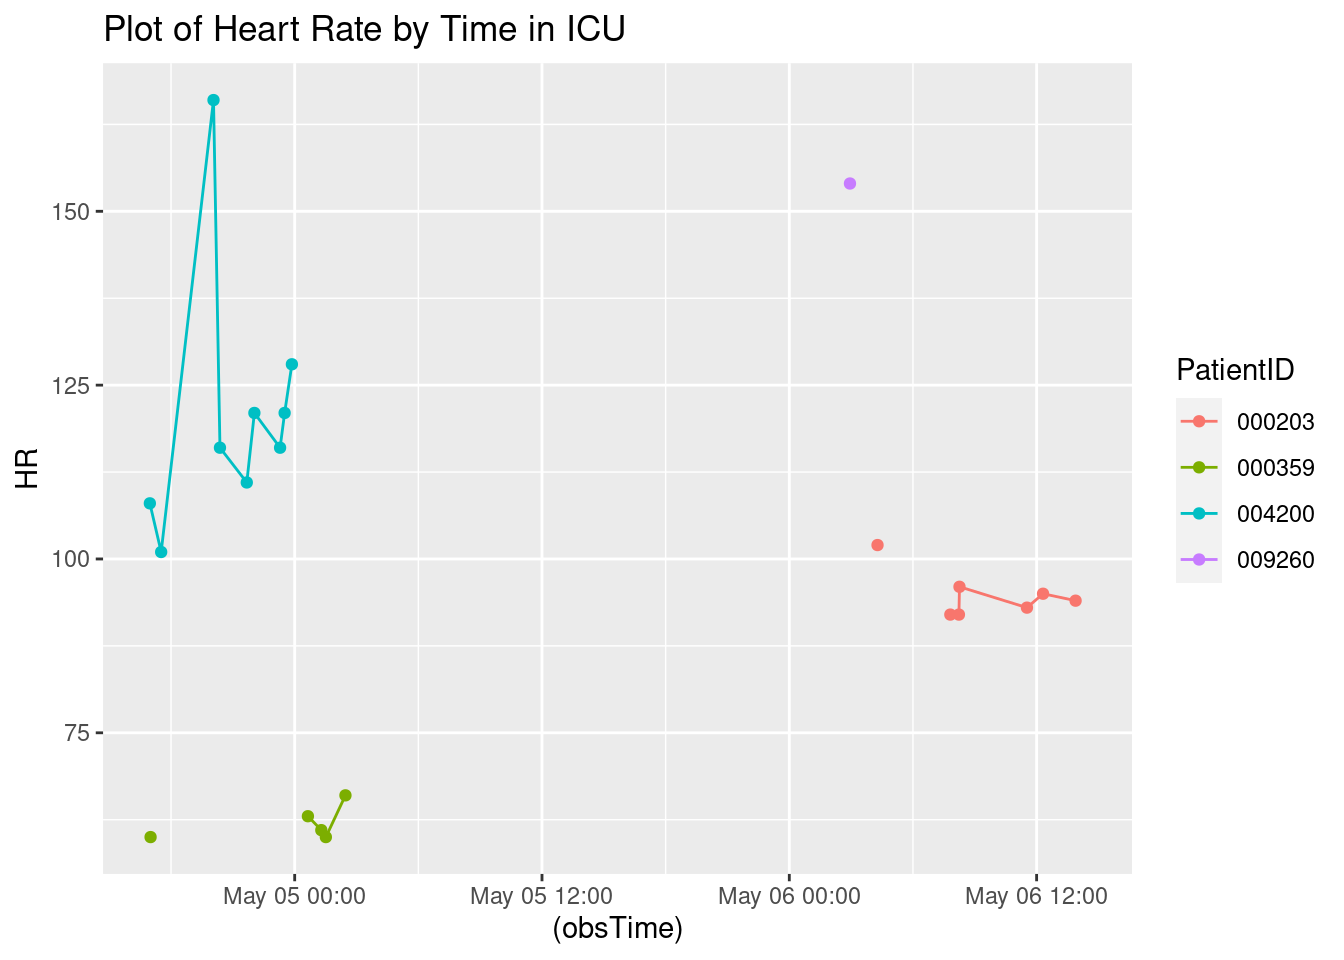 Plot of Heart Rate by Time in ICU
150
125
100
75
HR
May 05 00:00
May 05 12:00
May 06 00:00
May 06 12:00
(obsTime)
PatientID
000203
000359
004200
009260